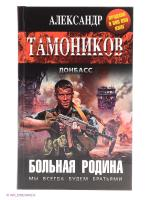 АЛЕКСАНДР
ТАМОНИКОВ
ДОНБАСС
БОЛЬНАЯ РОДИНА
МЫ ВСЕГДА БУДЕМ БРАТЬЯМИ